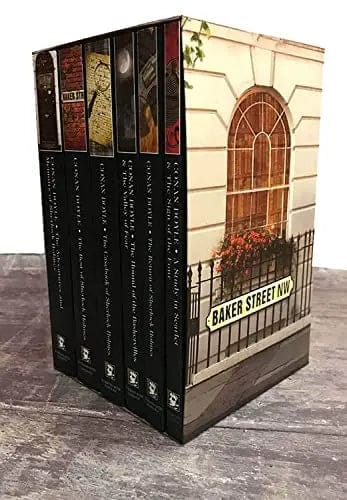 CONAN DOYLE • The Adventures and
Memoirs of Sherlock Holmes
BAKER STRE
CONAN DOYLE • The Best of Sherlock Holmes
CONAN DOYLE • The Casebook of Sherlock Holmes
CONAN DOYLE • The Hound of the Baskervilles
& The Valley of Fear
CONAN DOYLE • The Return of Sherlock Holmes
CONAN DOYLE • A Study in Scarlet
& The Sign of the Four
BAKER STREET NW